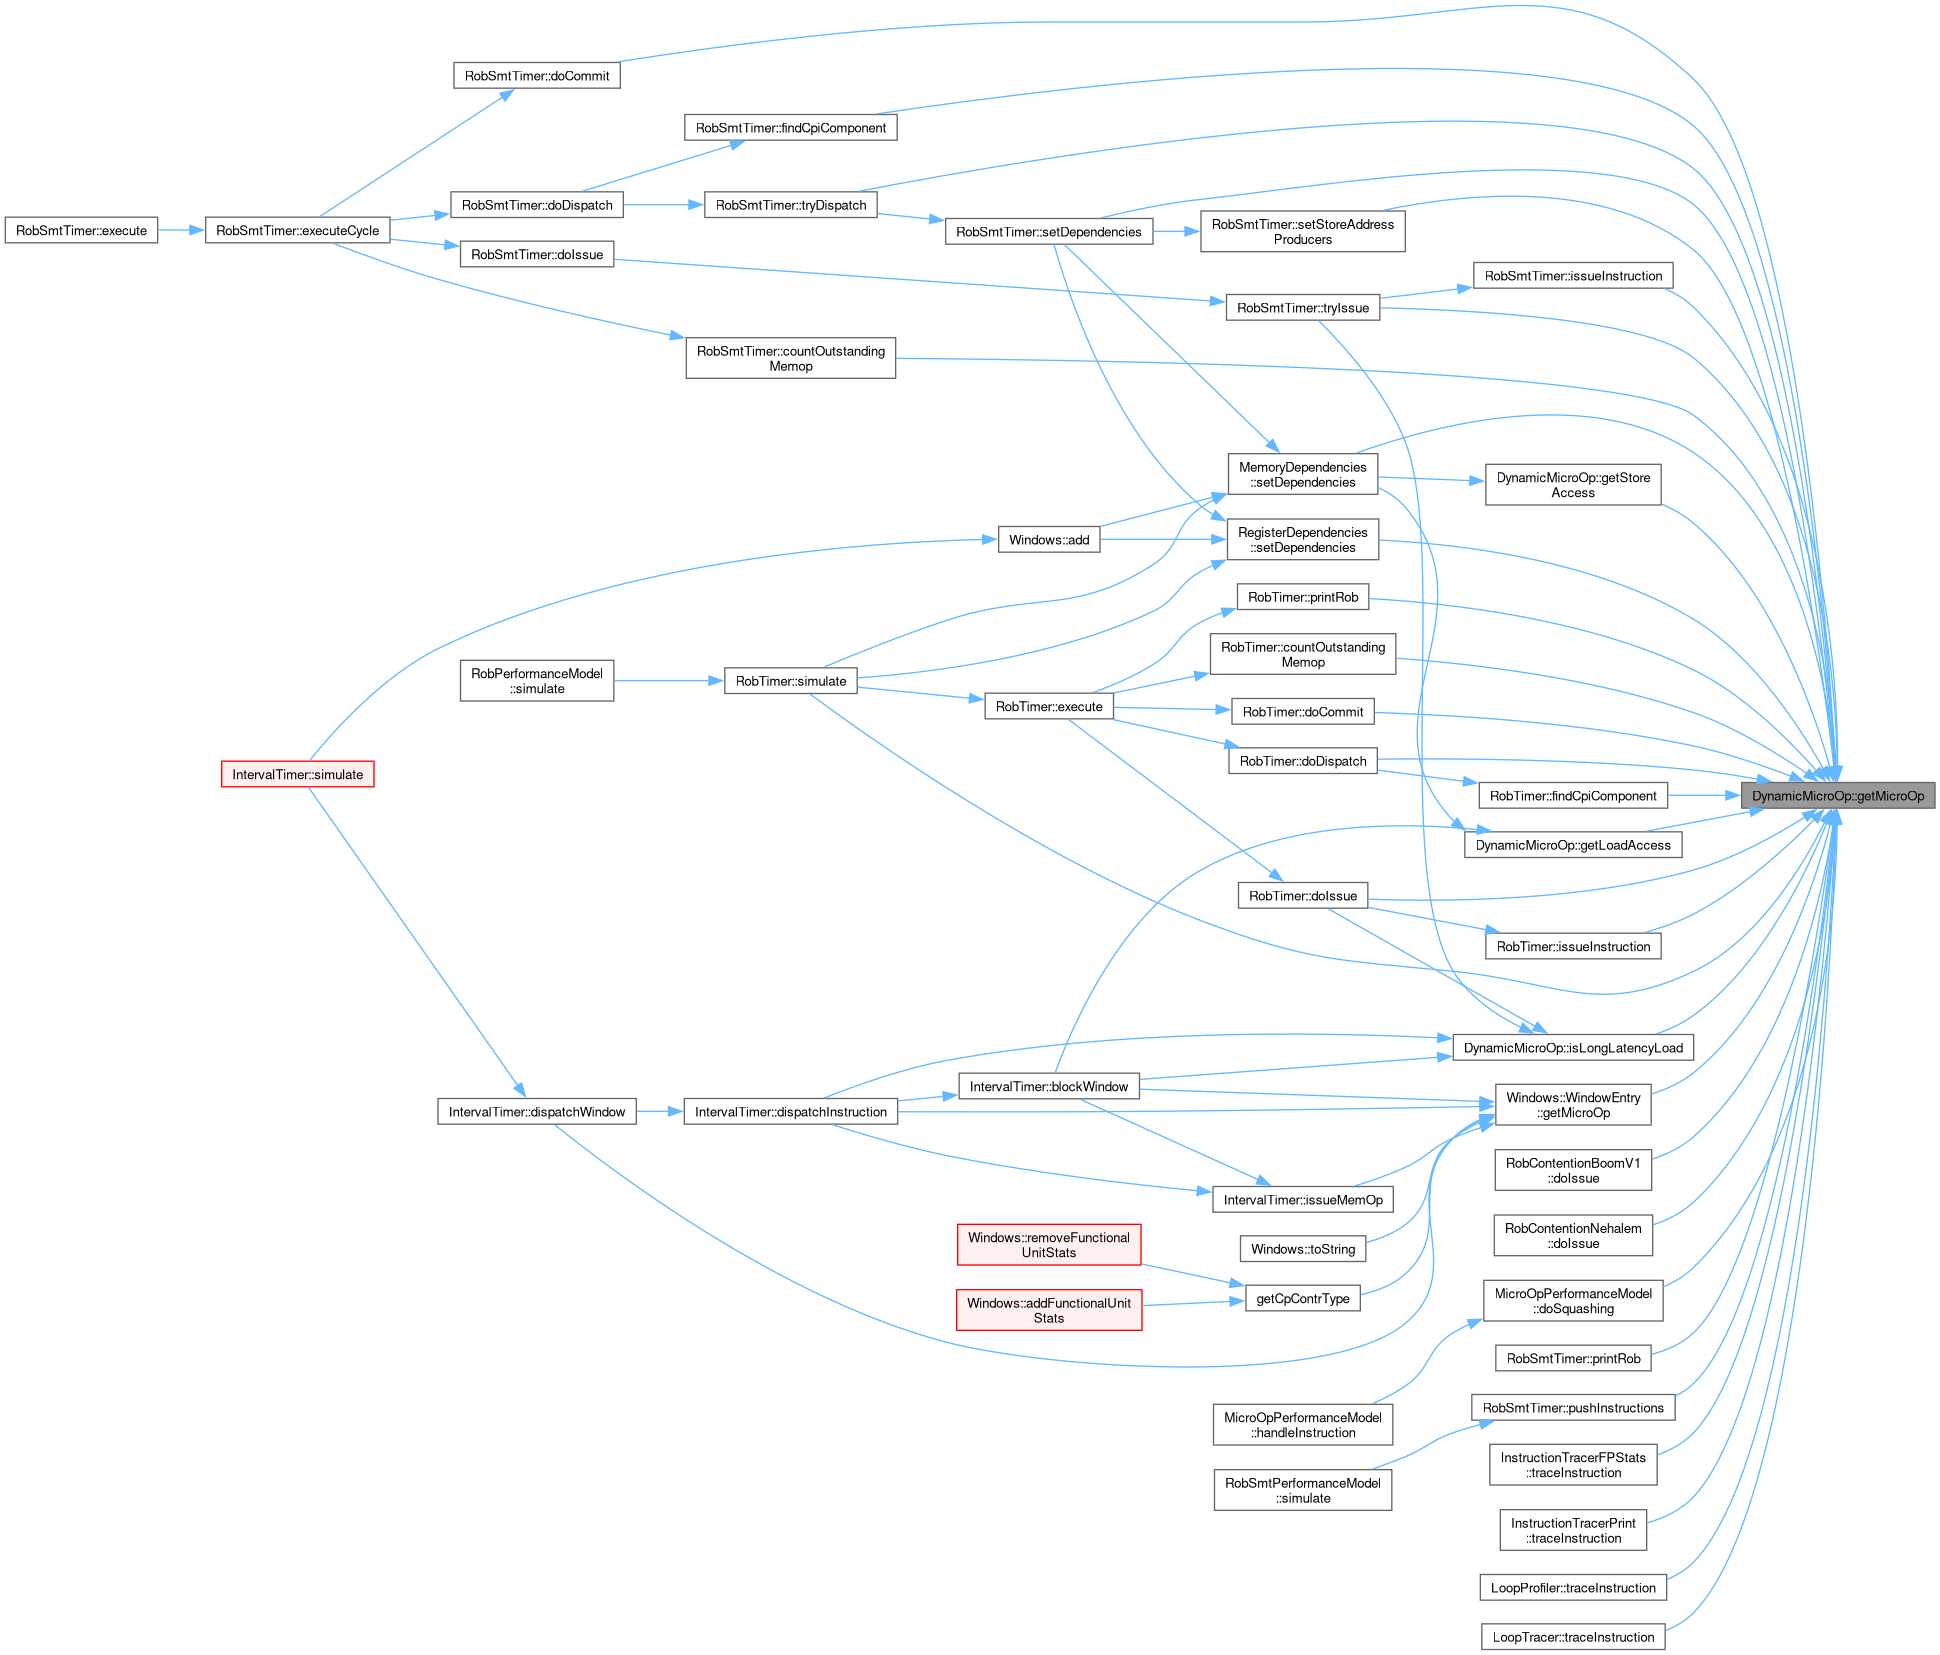 RobSmtTimer::doCommit
RobSmtTimer::findCpiComponent
RobSmtTimer::doDispatch
RobSmtTimer::tryDispatch
RobSmtTimer::execute
RobSmtTimer::executeCycle
RobSmtTimer::setDependencies
RobSmtTimer::setStoreAddress
Producers
RobSmtTimer::doIssue
RobSmtTimer::issueInstruction
RobSmtTimer::tryIssue
RobSmtTimer::countOutstanding
Memop
MemoryDependencies
::setDependencies
DynamicMicroOp::getStore
Access
Windows::add
RegisterDependencies
::setDependencies
RobTimer::printRob
RobTimer::countOutstanding
Memop
RobPerformanceModel
::simulate
RobTimer::simulate
RobTimer::execute
RobTimer::doCommit
RobTimer::doDispatch
IntervalTimer::simulate
RobTimer::findCpiComponent
DynamicMicroOp::getMicroOp
DynamicMicroOp::getLoadAccess
RobTimer::doIssue
RobTimer::issueInstruction
DynamicMicroOp::isLongLatencyLoad
IntervalTimer::blockWindow
IntervalTimer::dispatchWindow
IntervalTimer::dispatchInstruction
Windows::WindowEntry
::getMicroOp
RobContentionBoomV1
::doIssue
IntervalTimer::issueMemOp
RobContentionNehalem
::doIssue
Windows::removeFunctional
UnitStats
Windows::toString
Windows::addFunctionalUnit
Stats
getCpContrType
MicroOpPerformanceModel
::doSquashing
RobSmtTimer::printRob
RobSmtTimer::pushInstructions
MicroOpPerformanceModel
::handleInstruction
InstructionTracerFPStats
::traceInstruction
RobSmtPerformanceModel
::simulate
InstructionTracerPrint
::traceInstruction
LoopProfiler::traceInstruction
LoopTracer::traceInstruction